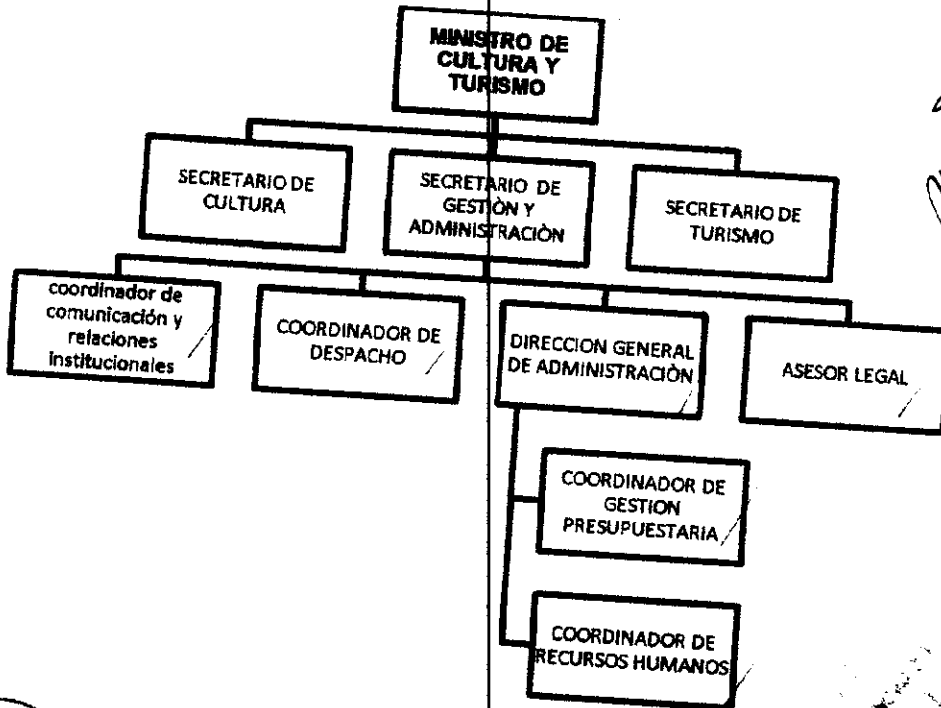 MINISTRO DE
CULTURA Y
TURISMO
SECRETARIO DE
CULTURA
SECRETARIO DE
GESTIÒN Y
ADMINISTRACIÒN
SECRETARIO DE
TURISMO
coordinador de
comunicación y
relaciones
institucionales
COORDINADOR DE
DESPACHO
DIRECCION GENERAL
DE ADMINISTRACIÒN
ASESOR LEGAL
COORDINADOR DE
GESTION
PRESUPUESTARIA
COORDINADOR DE
RECURSOS HUMANOS